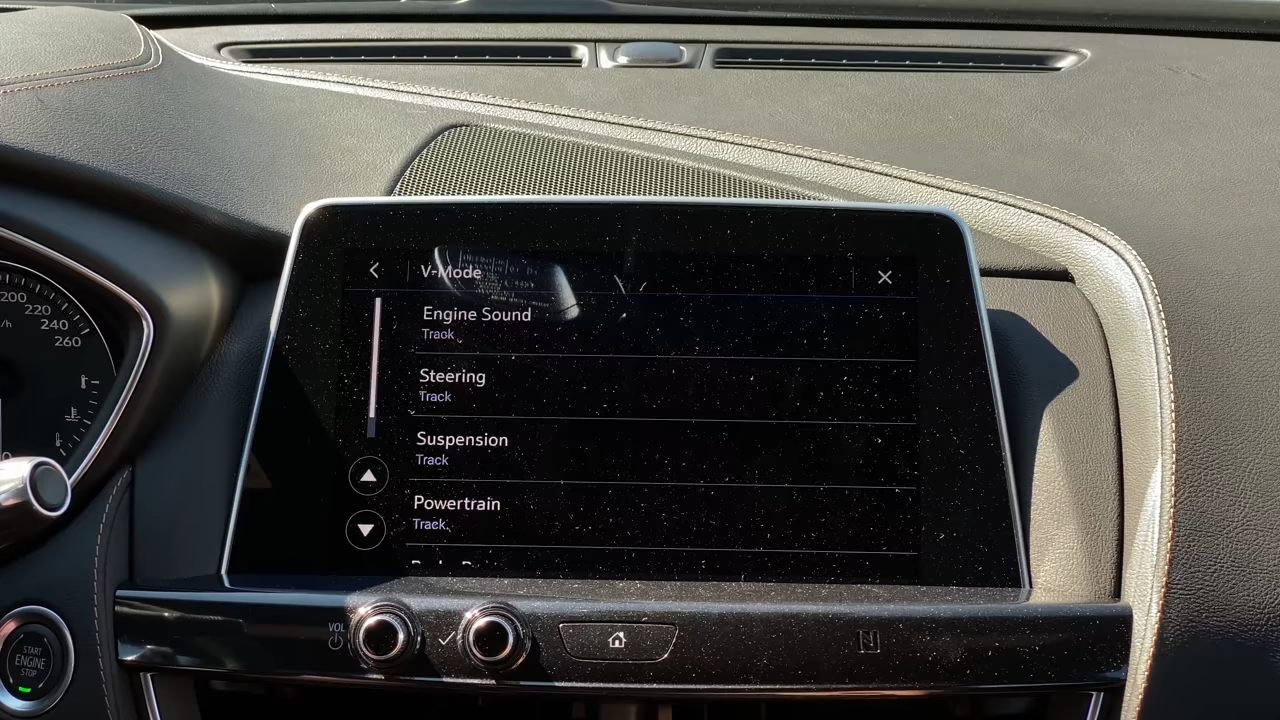 V-Mode
Engine Sound
Track
Steering
Track
Suspension
Track
Powertrain
Track
200
220
240
260
/h
VOL
START
ENGINE
STOP
N